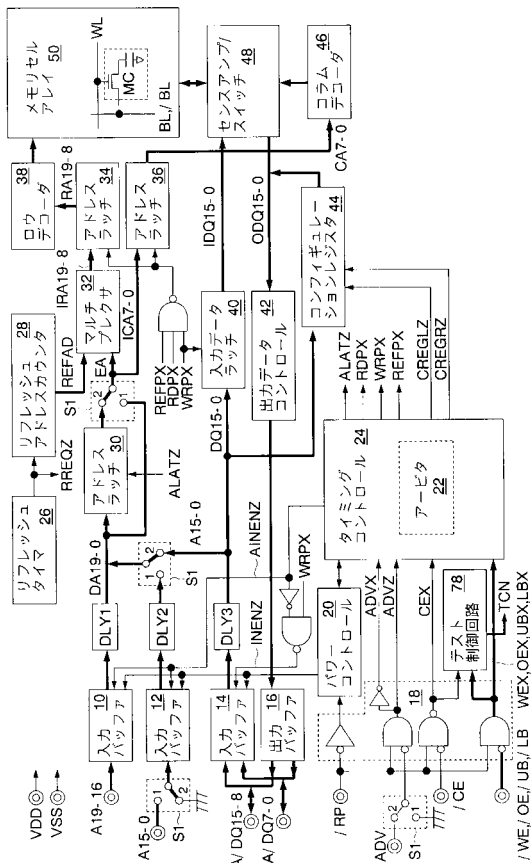 VDD
VSS
リフレッシュ
タイマ
26
RREQZ
リフレッシュ
アドレスカウンタ
28
REFAD
S1
EA
2
1
マルチ
プレクサ
32
IRA19-8
ICA7-0
ロウ
デコーダ
38
RA19-8
アドレス
ラッチ
34
アドレス
ラッチ
36
メモリセル
アレイ
50
WL
MC
BL,/BL
A19-16
入力
バッファ
10
DLY1
DA19-0
アドレス
ラッチ
30
ALATZ
A15-0
1
2
S1
入力
バッファ
12
DLY2
1
2
S1
A15-0
REFPX
RDPX
WRPX
センスアンプ/
スイッチ
48
コラム
デコーダ
46
CA7-0
IDQ15-0
ODQ15-0
A/DQ15-8
A/DQ7-0
入力
バッファ
14
出力
バッファ
16
DLY3
DQ15-0
入力データ
ラッチ
40
出力データ
コントロール
42
コンフィギュレー
ションレジスタ
44
INENZ
AINENZ
WRPX
/RP
パワー
コントロール
20
タイミング
コントロール
24
アービタ
22
ALATZ
RDPX
WRPX
REFPX
CREGLZ
CREGRZ
ADV
2
1
S1
ADVX
ADVZ
/CE
CEX
18
テスト
制御回路
78
TCN
/WE,/OE,/UB,/LB
WEX,OEX,UBX,LBX